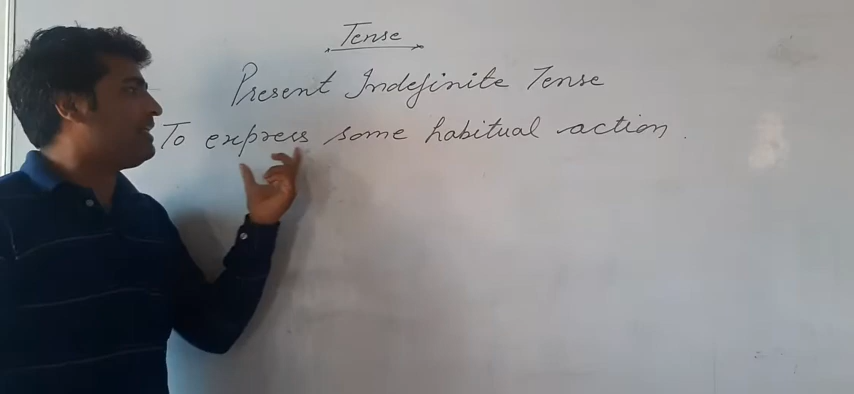 Tense
Present Indefinite Tense
To express some habitual action.